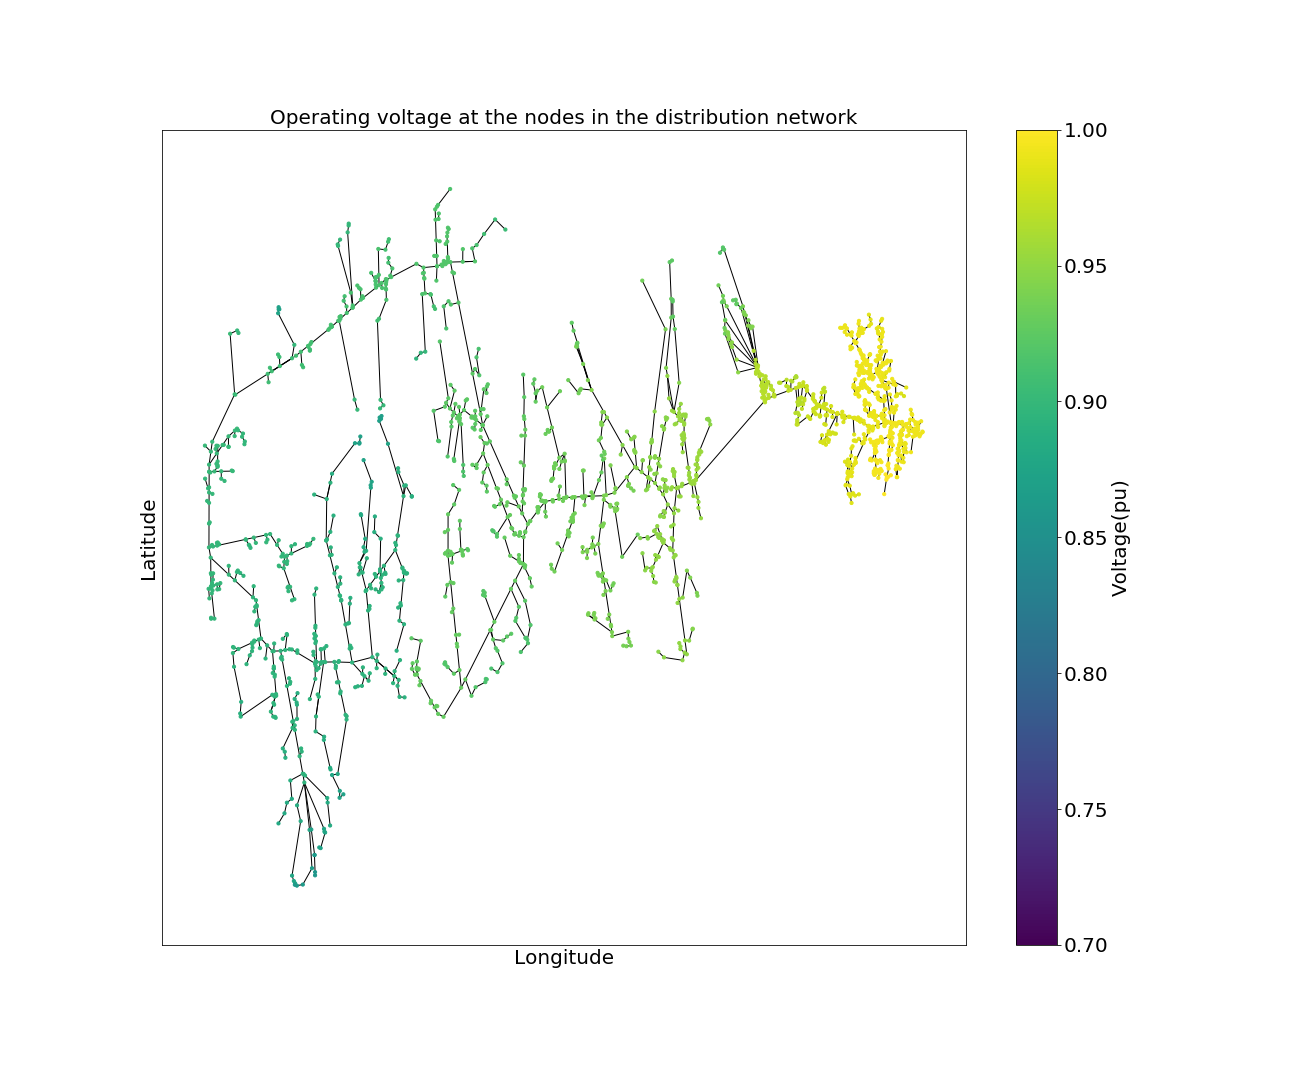 Operating voltage at the nodes in the distribution network
Latitude
Longitude
1.00
0.95
0.90
0.85
0.80
0.75
0.70
Voltage(pu)